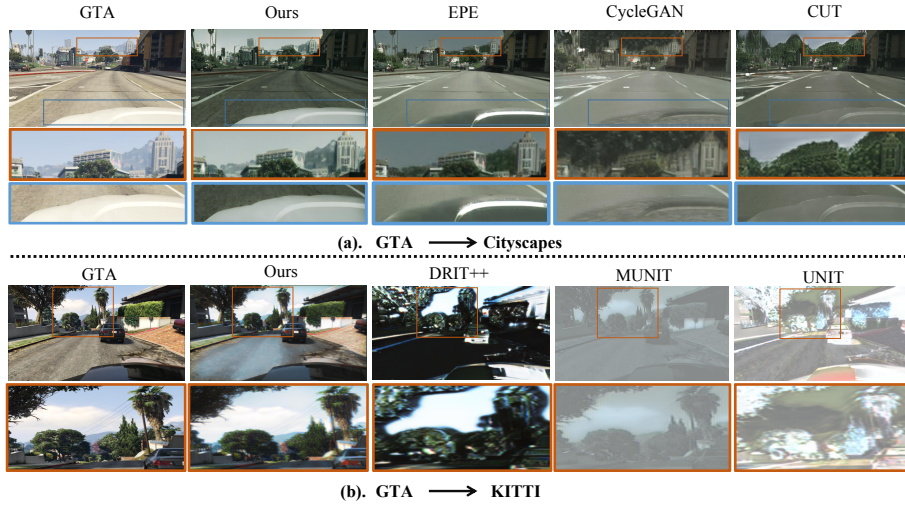 GTA Ours EPE CycleGAN CUT
(a). GTA ⟶ Cityscapes
GTA Ours DRIT++ MUNIT UNIT
(b). GTA ⟶ KITTI